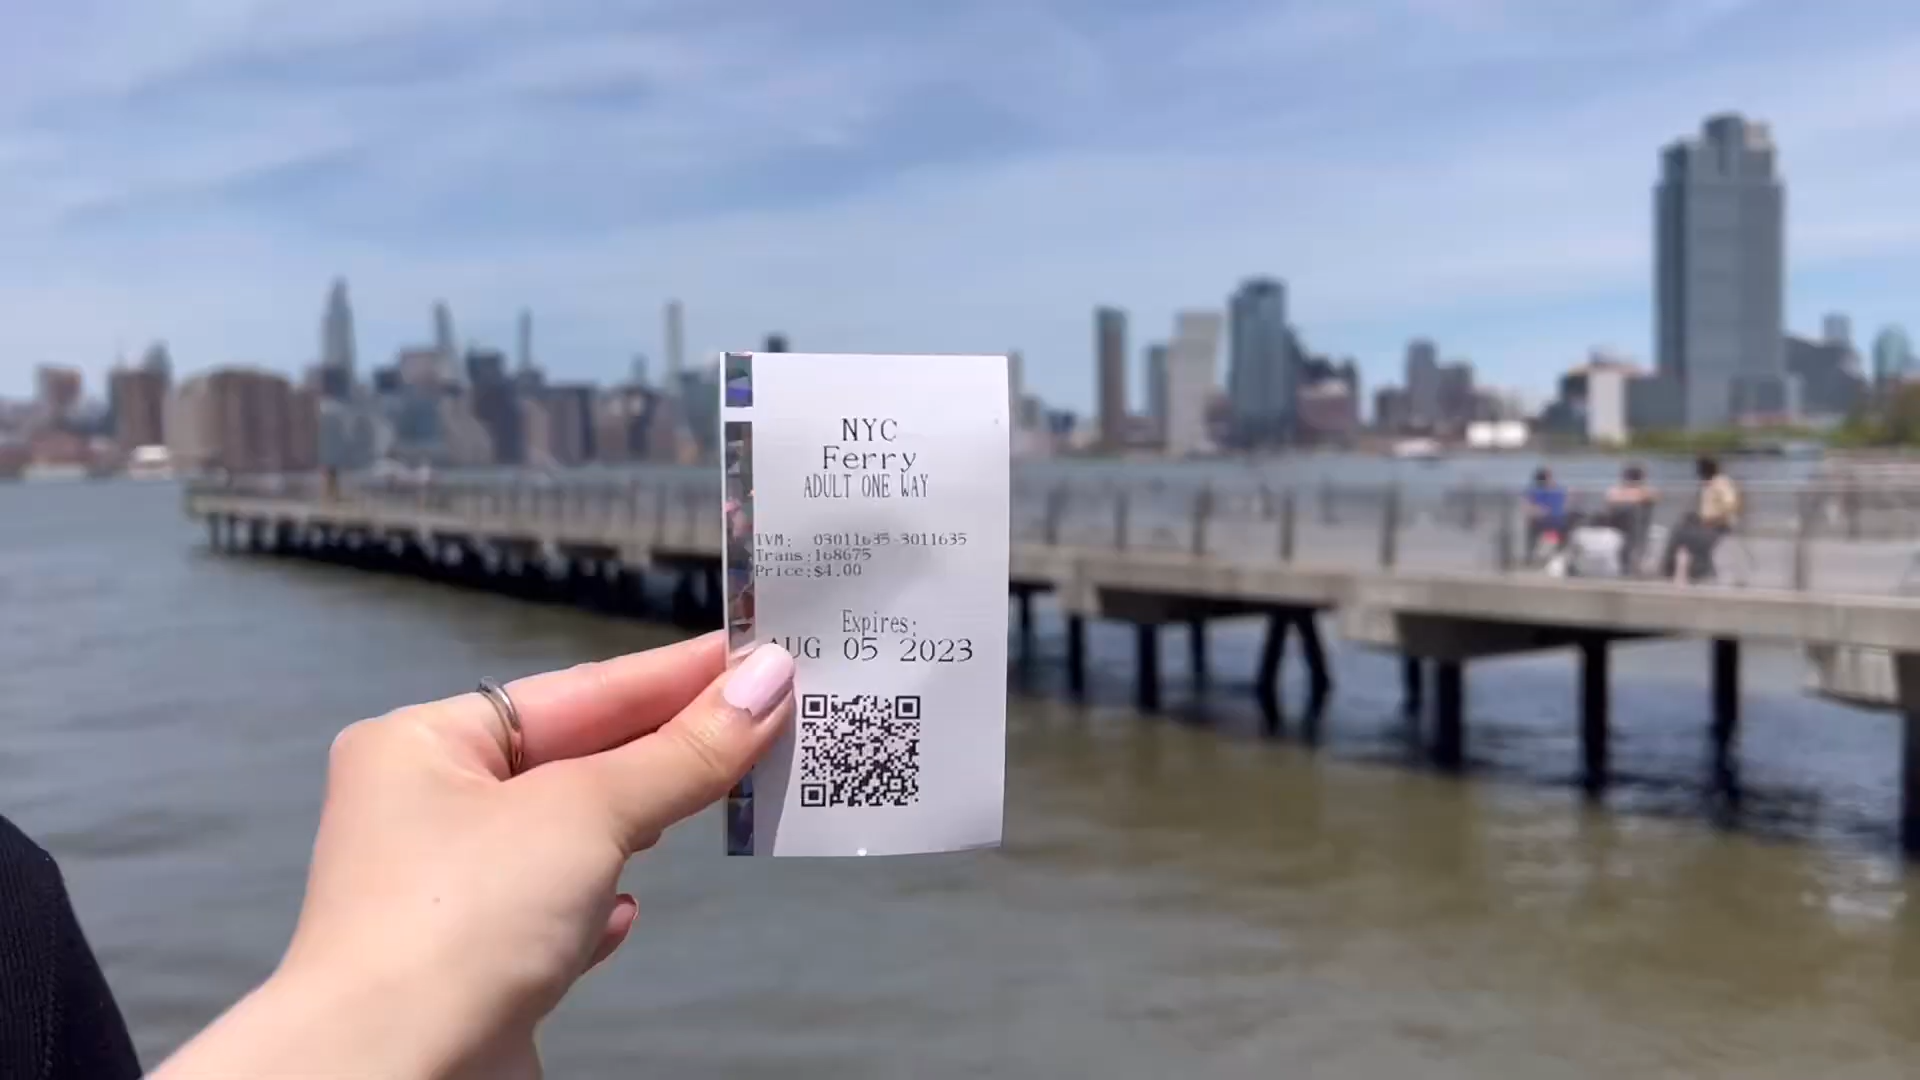 NYC
Ferry
ADULT ONE WAY
TVM: 03011635-3011635
Trans:168675
Price:$4.00
Expires:
AUG 05 2023